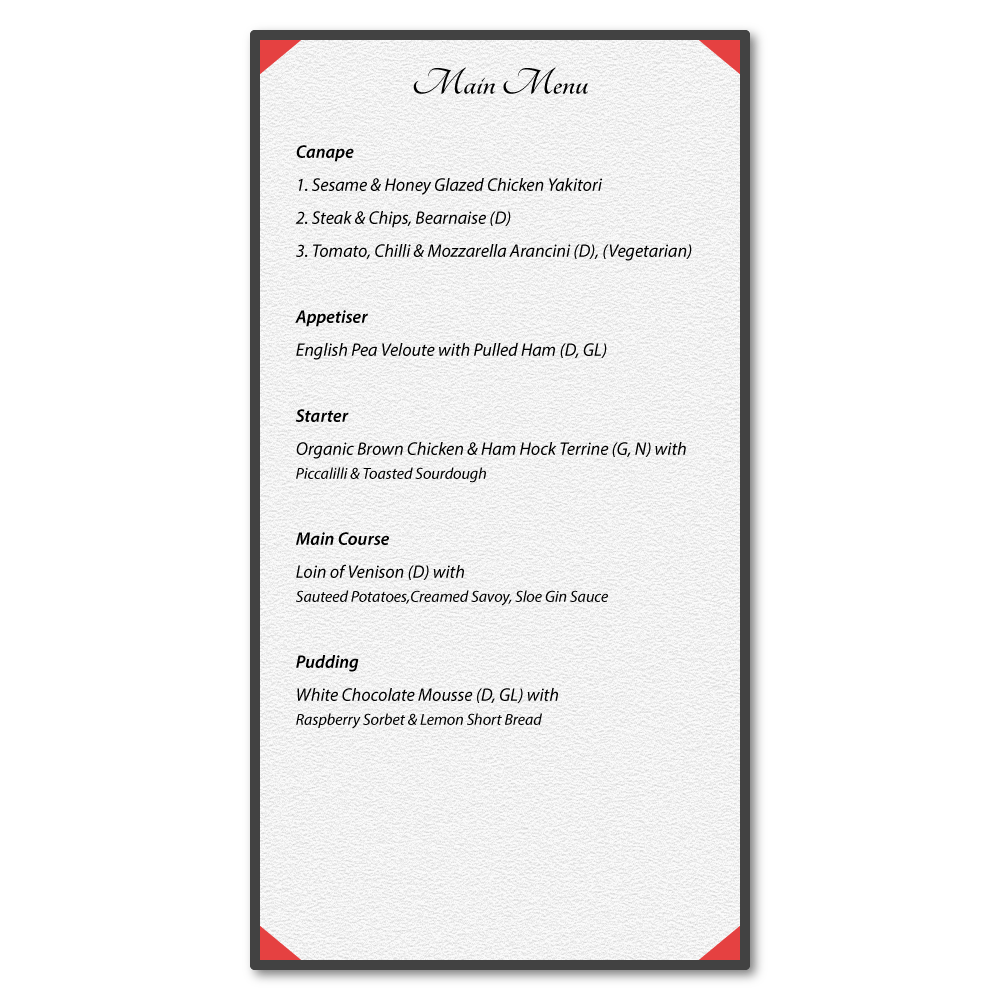 Main Menu
Canape
1. Sesame & Honey Glazed Chicken Yakitori
2. Steak & Chips, Bearnaise (D)
3. Tomato, Chilli & Mozzarella Arancini (D), (Vegetarian)
Appetiser
English Pea Veloute with Pulled Ham (D, GL)
Starter
Organic Brown Chicken & Ham Hock Terrine (G, N) with
Piccalilli & Toasted Sourdough
Main Course
Loin of Venison (D) with
Sauteed Potatoes,Creamed Savoy, Sloe Gin Sauce
Pudding
White Chocolate Mousse (D, GL) with
Raspberry Sorbet & Lemon Short Bread